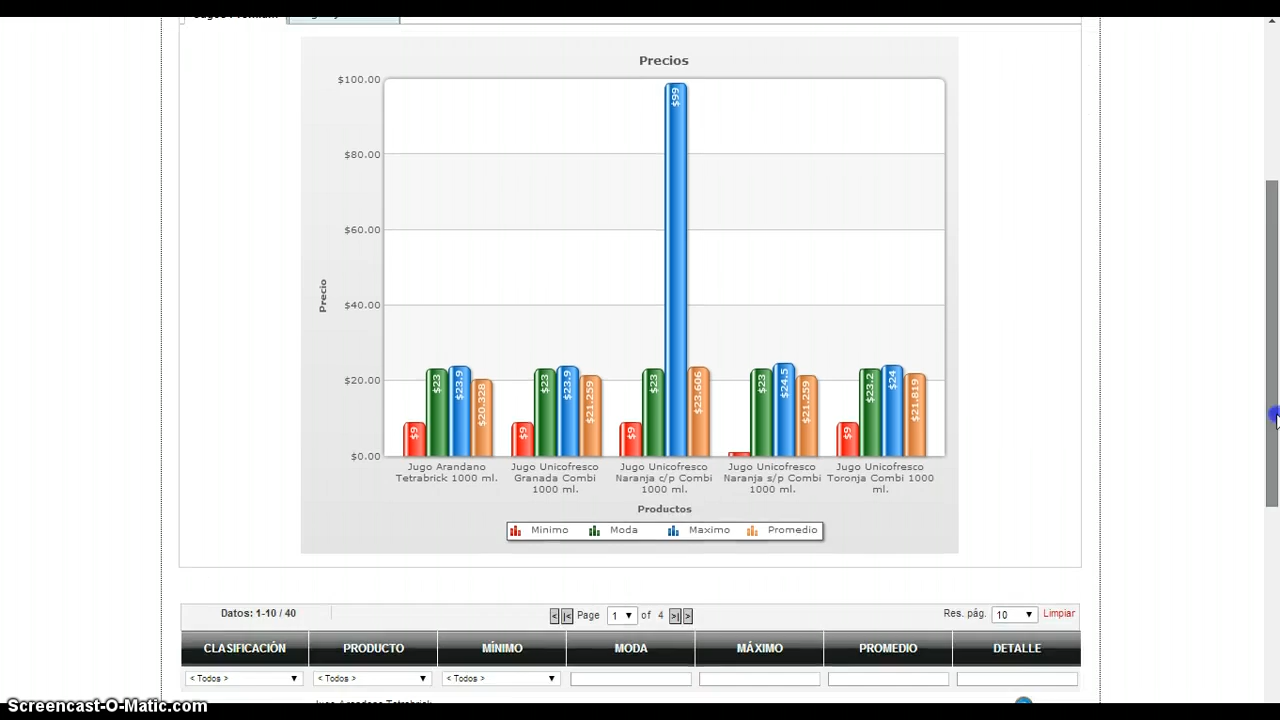 Precios
$100.00
$80.00
$60.00
$40.00
$20.00
$0.00
Precio
$9 $23 $23.9 $20.328
$9 $23 $23.9 $21.259
$9 $23 $99 $23.606
$23 $24.5 $21.259
$9 $23.2 $24 $21.819
Jugo Arandano
Tetrabrick 1000 ml.
Jugo Unicofresco
Granada Combi
1000 ml.
Jugo Unicofresco
Naranja c/p Combi
1000 ml.
Jugo Unicofresco
Naranja s/p Combi
1000 ml.
Jugo Unicofresco
Toronja Combi 1000
ml.
Productos
Minimo Moda Maximo Promedio
Datos: 1-10 / 40 <| |< Page 1 of 4 >| > Res. pág. 10 Limpiar
CLASIFICACIÓN PRODUCTO MÍNIMO MODA MÁXIMO PROMEDIO DETALLE
< Todos > < Todos > < Todos >
Jugo Arandano Tetrabrick
Screencast-O-Matic.com